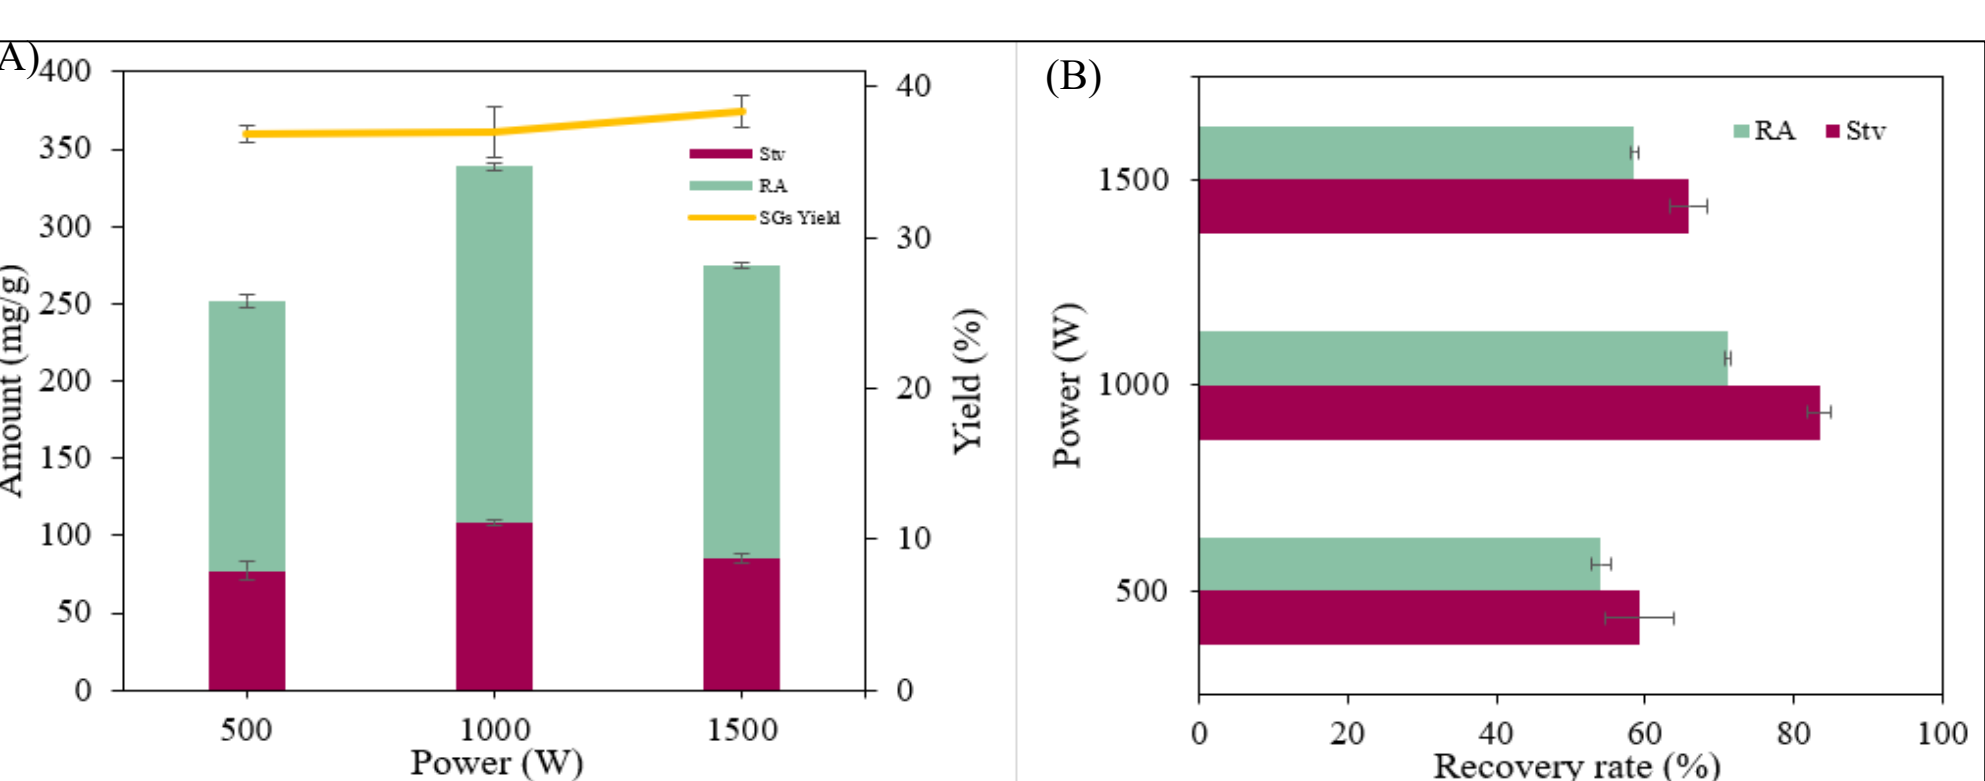 A)
400
350
300
250
200
150
100
50
0
Amount (mg/g)
500 1000 1500
Power (W)
Stv
RA
SGs Yield
40
30
20
10
0
Yield (%)
(B)
RA Stv
1500
1000
500
Power (W)
0 20 40 60 80 100
Recovery rate (%)